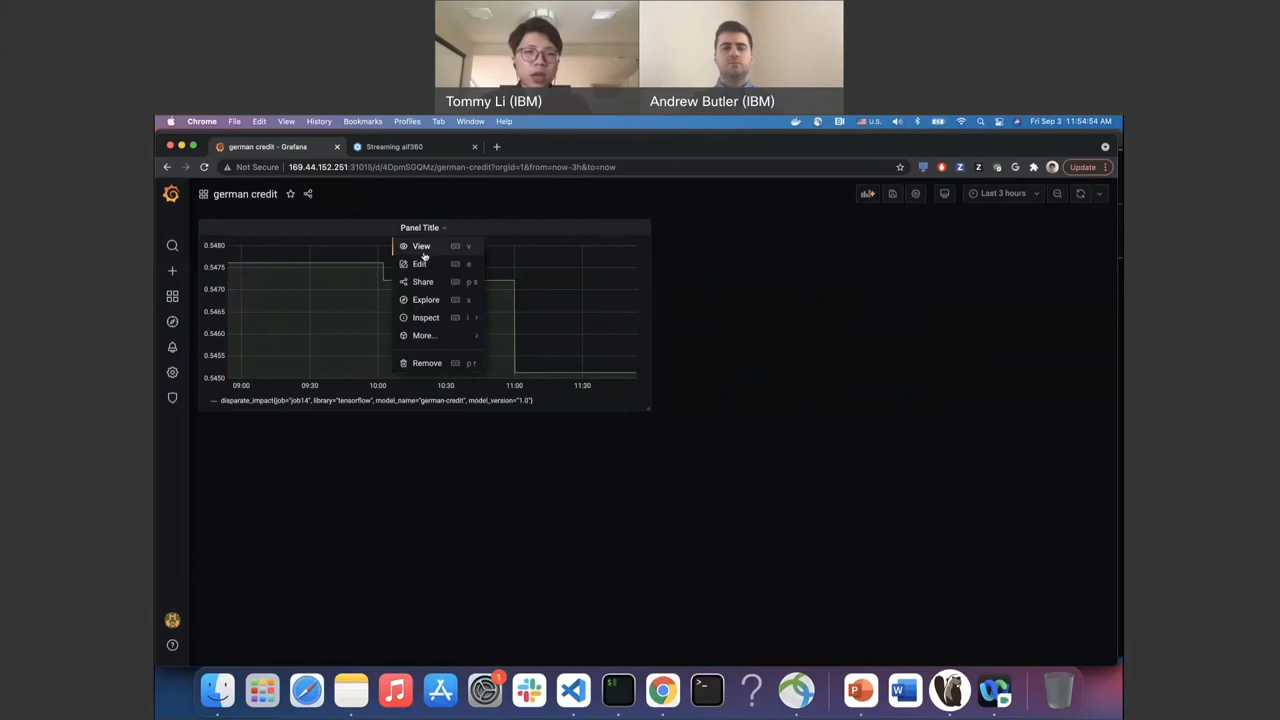 Tommy Li (IBM)
Andrew Butler (IBM)
Chrome File Edit View History Bookmarks Profiles Tab Window Help
U.S. Fri Sep 3 11:54:54 AM
german credit - Grafana
Streaming aif360
Not Secure 169.44.152.251:31015/d/4DpmSGQMz/german-credit?orgId=1&from=now-3h&to=now
Update
german credit
Last 3 hours
Panel Title
View v
Edit e
Share p s
Explore x
Inspect i
More...
Remove p r
0.5480
0.5475
0.5470
0.5465
0.5460
0.5455
0.5450
09:00 09:30 10:00 10:30 11:00 11:30
disparate_impact{job="job14", library="tensorflow", model_name="german-credit", model_version="1.0"}
1